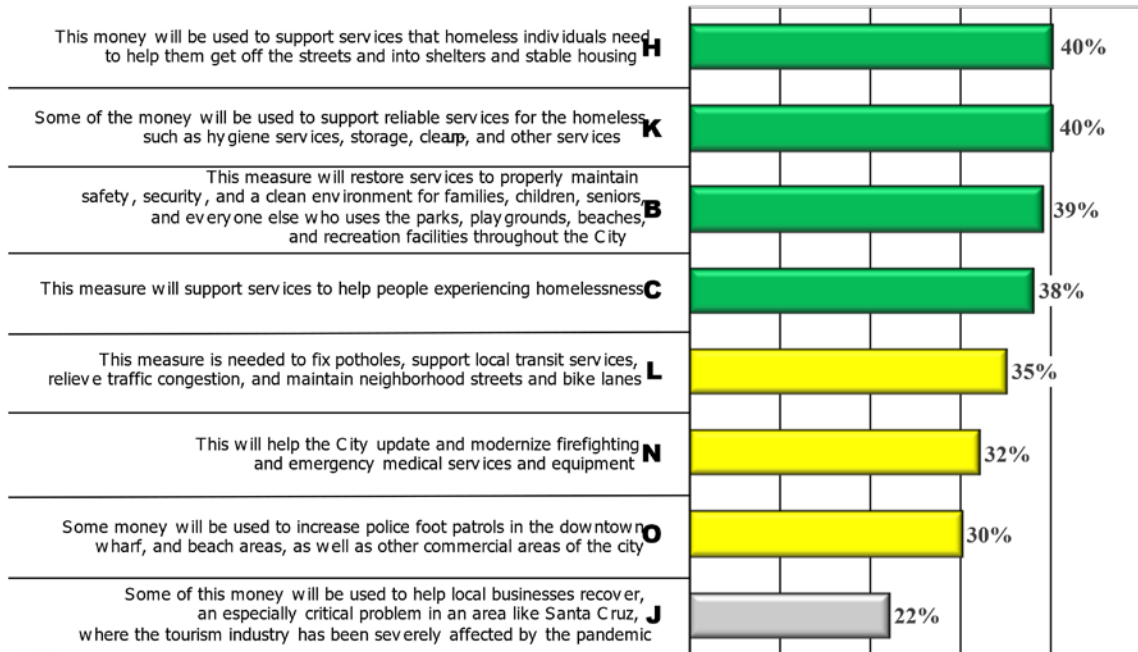 This money will be used to support services that homeless individuals need
to help them get off the streets and into shelters and stable housing
H
40%
Some of the money will be used to support reliable services for the homeless,
such as hygiene services, storage, cleanup, and other services
K
40%
This measure will restore services to properly maintain
safety, security, and a clean environment for families, children, seniors,
and everyone else who uses the parks, playgrounds, beaches,
and recreation facilities throughout the City
B
39%
This measure will support services to help people experiencing homelessness
C
38%
This measure is needed to fix potholes, support local transit services,
relieve traffic congestion, and maintain neighborhood streets and bike lanes
L
35%
This will help the City update and modernize firefighting
and emergency medical services and equipment
N
32%
Some money will be used to increase police foot patrols in the downtown,
wharf, and beach areas, as well as other commercial areas of the city
O
30%
Some of this money will be used to help local businesses recover,
an especially critical problem in an area like Santa Cruz,
where the tourism industry has been severely affected by the pandemic
J
22%